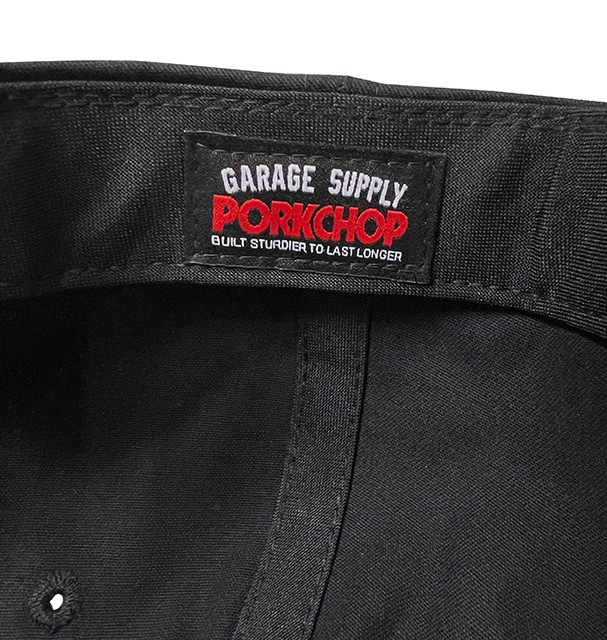 GARAGE SUPPLY
PORKCHOP
BUILT STURDIER TO LAST LONGER